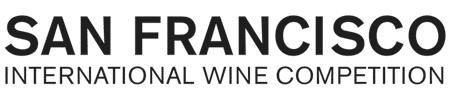 SAN FRANCISCO
INTERNATIONAL WINE COMPETITION